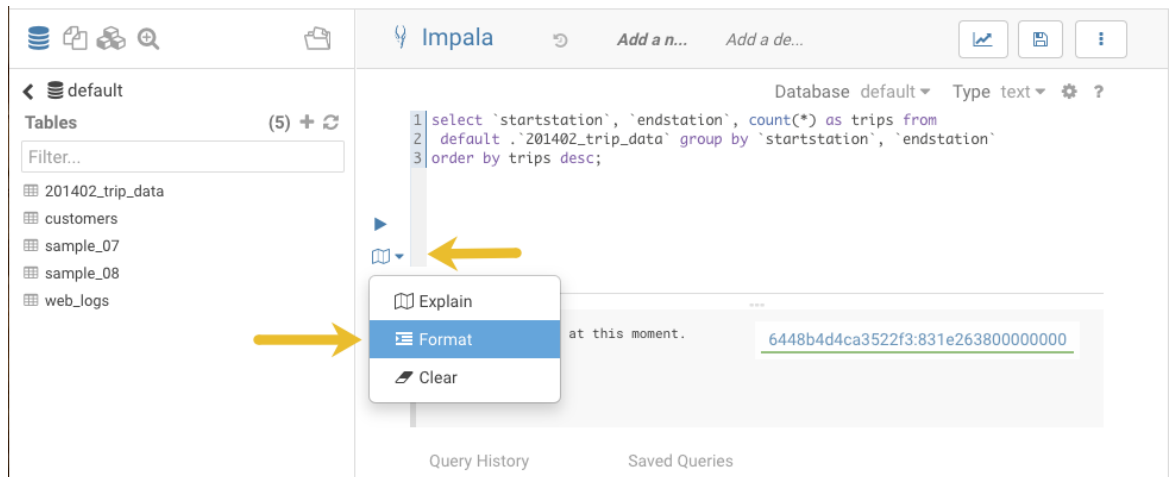 Impala Add a n... Add a de...
default
Tables (5)
Filter...
201402_trip_data
customers
sample_07
sample_08
web_logs
Database default Type text ?
1 select `startstation`, `endstation`, count(*) as trips from
2 default .`201402_trip_data` group by `startstation`, `endstation`
3 order by trips desc;
Explain
Format
Clear
at this moment.
6448b4d4ca3522f3:831e263800000000
Query History Saved Queries